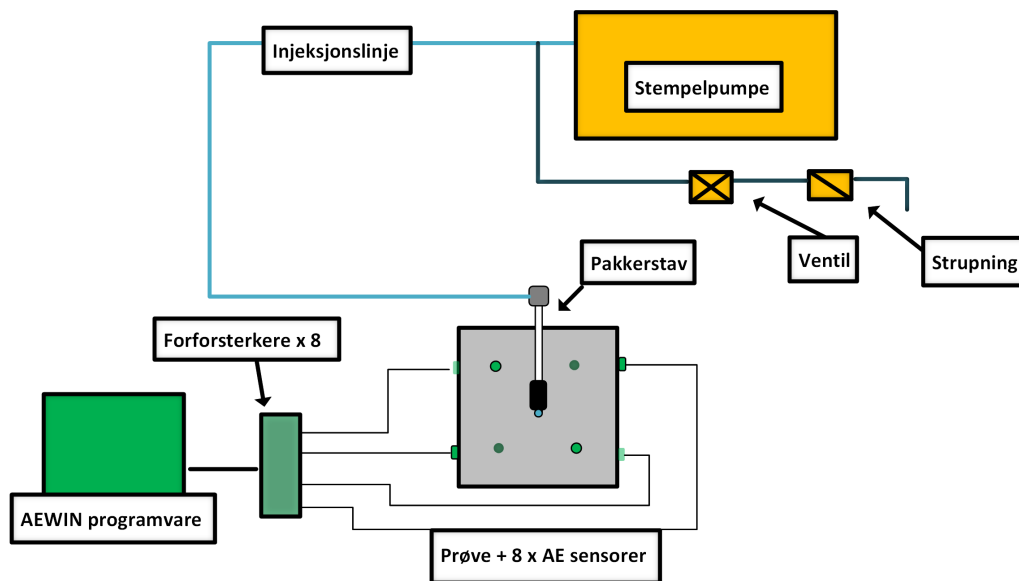 Injeksjonslinje
Stempelpumpe
Pakkerstav
Ventil
Strupning
Forforsterkere x 8
AEWIN programvare
Prøve + 8 x AE sensorer